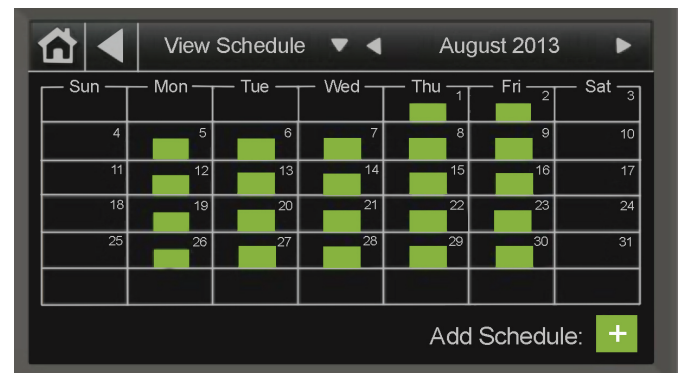 View Schedule August 2013
Sun Mon Tue Wed Thu Fri Sat
1 2 3
4 5 6 7 8 9 10
11 12 13 14 15 16 17
18 19 20 21 22 23 24
25 26 27 28 29 30 31
Add Schedule: +